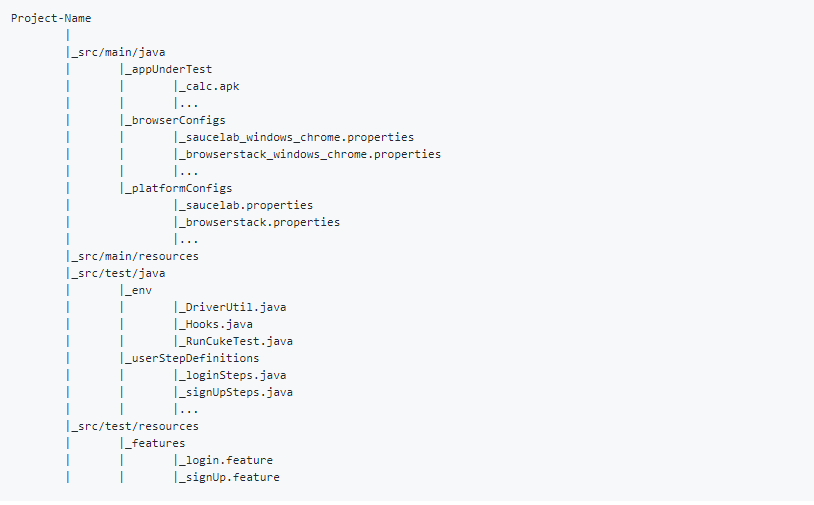 Project-Name
|
|_src/main/java
| |_appUnderTest
| | |_calc.apk
| | |...
| |_browserConfigs
| | |_saucelab_windows_chrome.properties
| | |_browserstack_windows_chrome.properties
| | |...
| |_platformConfigs
| |_saucelab.properties
| |_browserstack.properties
| |...
|_src/main/resources
|_src/test/java
| |_env
| | |_DriverUtil.java
| | |_Hooks.java
| | |_RunCukeTest.java
| |_userStepDefinitions
| | |_loginSteps.java
| | |_signUpSteps.java
| | |...
|_src/test/resources
| |_features
| | |_login.feature
| | |_signUp.feature